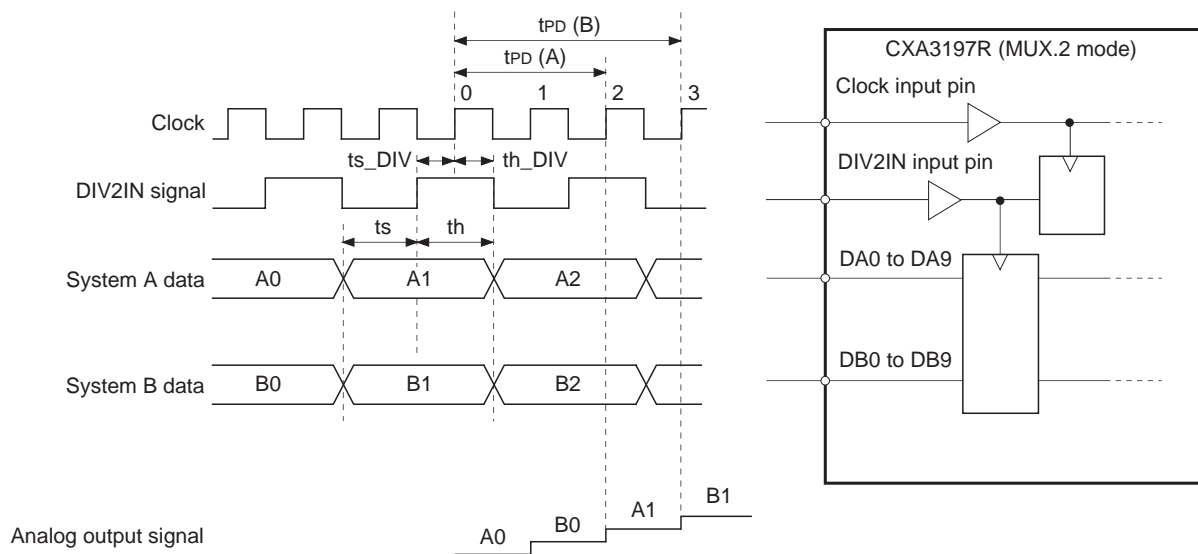 tPD (B)
tPD (A)
0 1 2 3
Clock
ts_DIV th_DIV
DIV2IN signal
ts th
System A data A0 A1 A2
System B data B0 B1 B2
Analog output signal A0 B0 A1 B1
CXA3197R (MUX.2 mode)
Clock input pin
DIV2IN input pin
DA0 to DA9
DB0 to DB9